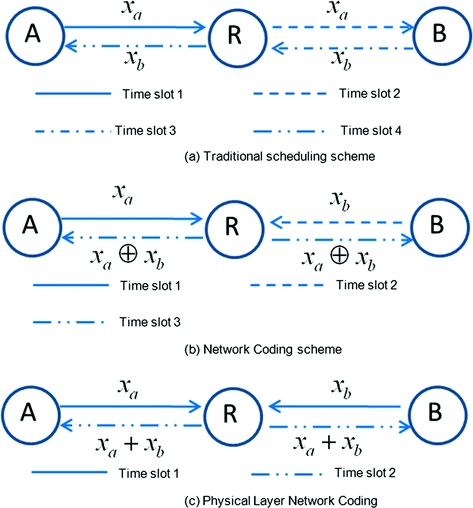 x_a x_a
A R B
x_b x_b
Time slot 1 Time slot 2
Time slot 3 Time slot 4
(a) Traditional scheduling scheme
x_a x_b
A R B
x_a ⊕ x_b x_a ⊕ x_b
Time slot 1 Time slot 2
Time slot 3
(b) Network Coding scheme
x_a x_b
A R B
x_a + x_b x_a + x_b
Time slot 1 Time slot 2
(c) Physical Layer Network Coding